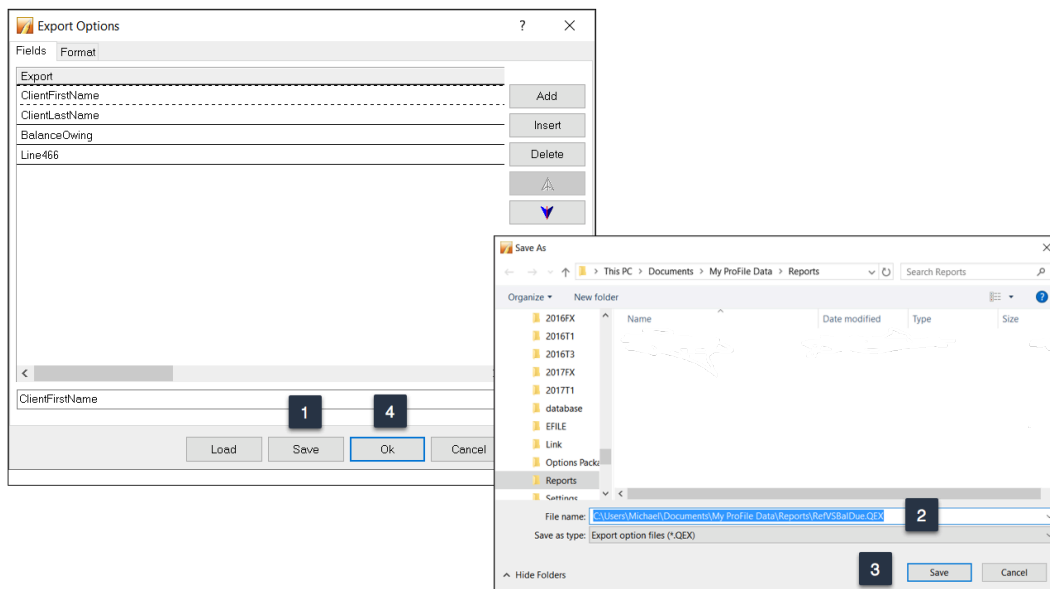 Export Options
?
Fields Format
Export
ClientFirstName
ClientLastName
BalanceOwing
Line466
Add
Insert
Delete
ClientFirstName
1
4
Load Save Ok Cancel
Save As
This PC > Documents > My ProFile Data > Reports
Search Reports
Organize New folder
?
Name Date modified Type Size
2016FX
2016T1
2016T3
2017FX
2017T1
database
EFILE
Link
Options Packa
Reports
Settings
File name: C:\Users\Michael\Documents\My ProFile Data\Reports\RefVSBalDue.QEX
2
Save as type: Export option files (*.QEX)
Hide Folders
3
Save Cancel